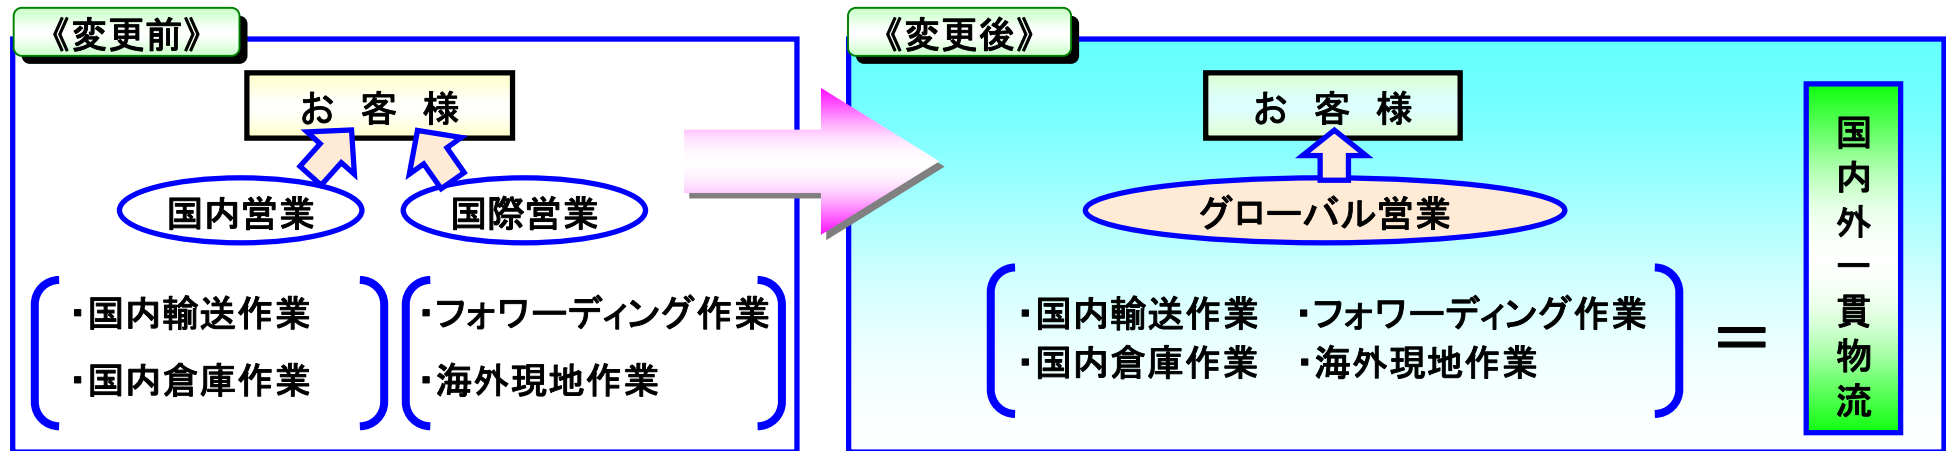 《変更前》
お 客 様
国内営業
国際営業
・国内輸送作業
・国内倉庫作業
・フォワーディング作業
・海外現地作業
《変更後》
お 客 様
グローバル営業
・国内輸送作業 ・フォワーディング作業
・国内倉庫作業 ・海外現地作業
＝
国内外一貫物流